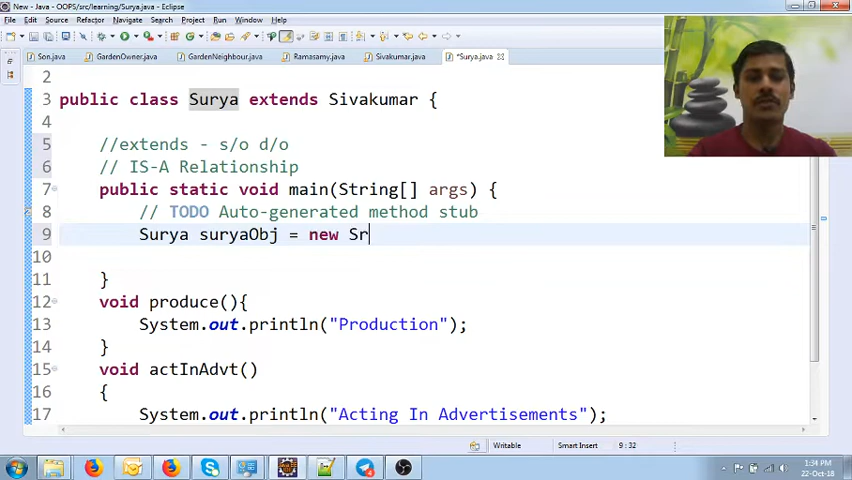 New - Java - OOPS/src/learning/Surya.java - Eclipse
File Edit Source Refactor Navigate Search Project Run Window Help
Son.java GardenOwner.java GardenNeighbour.java Ramasamy.java Sivakumar.java *Surya.java
2
3 public class Surya extends Sivakumar {
4
5 //extends - s/o d/o
6 // IS-A Relationship
7 public static void main(String[] args) {
8 // TODO Auto-generated method stub
9 Surya suryaObj = new Sr
10
11 }
12 void produce(){
13 System.out.println("Production");
14 }
15 void actInAdvt()
16 {
17 System.out.println("Acting In Advertisements");
Writable Smart Insert 9 : 32
1:34 PM
22-Oct-18